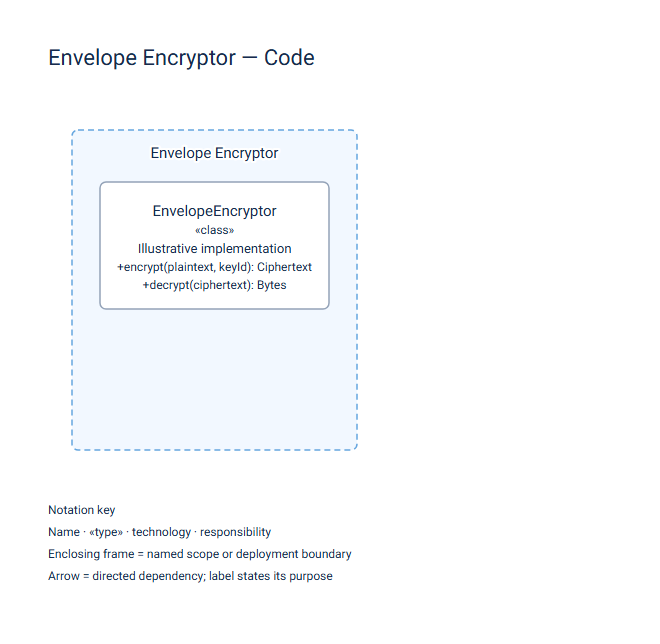 Envelope Encryptor — Code
Envelope Encryptor
EnvelopeEncryptor
«class»
Illustrative implementation
+encrypt(plaintext, keyId): Ciphertext
+decrypt(ciphertext): Bytes
Notation key
Name · «type» · technology · responsibility
Enclosing frame = named scope or deployment boundary
Arrow = directed dependency; label states its purpose